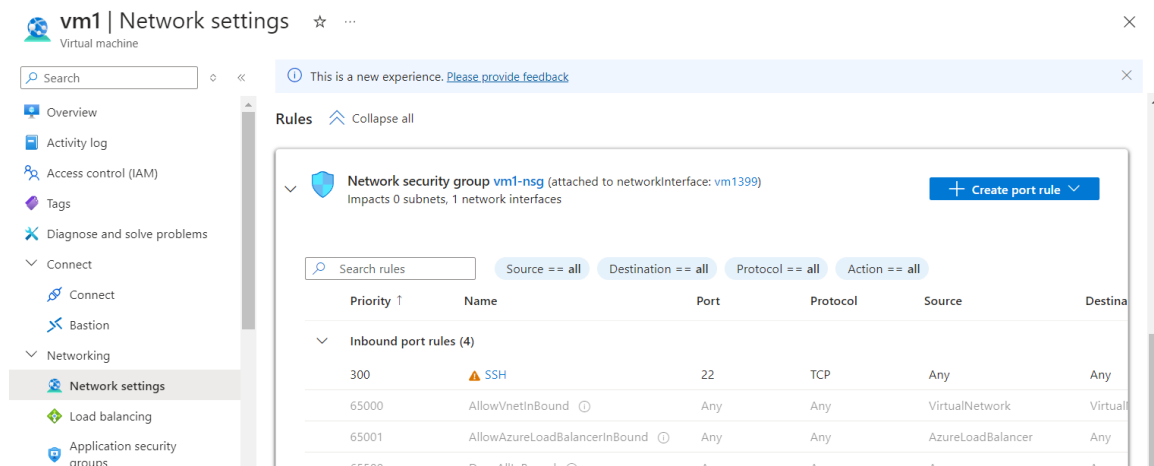 vm1 | Network settings
Virtual machine
Search
Overview
Activity log
Access control (IAM)
Tags
Diagnose and solve problems
Connect
Connect
Bastion
Networking
Network settings
Load balancing
Application security
groups
This is a new experience. Please provide feedback
Rules Collapse all
Network security group vm1-nsg (attached to networkInterface: vm1399)
Impacts 0 subnets, 1 network interfaces
Create port rule
Search rules Source == all Destination == all Protocol == all Action == all
Priority ↑ Name Port Protocol Source Destina
Inbound port rules (4)
300 SSH 22 TCP Any Any
65000 AllowVnetInBound Any Any VirtualNetwork Virtual
65001 AllowAzureLoadBalancerInBound Any Any AzureLoadBalancer Any